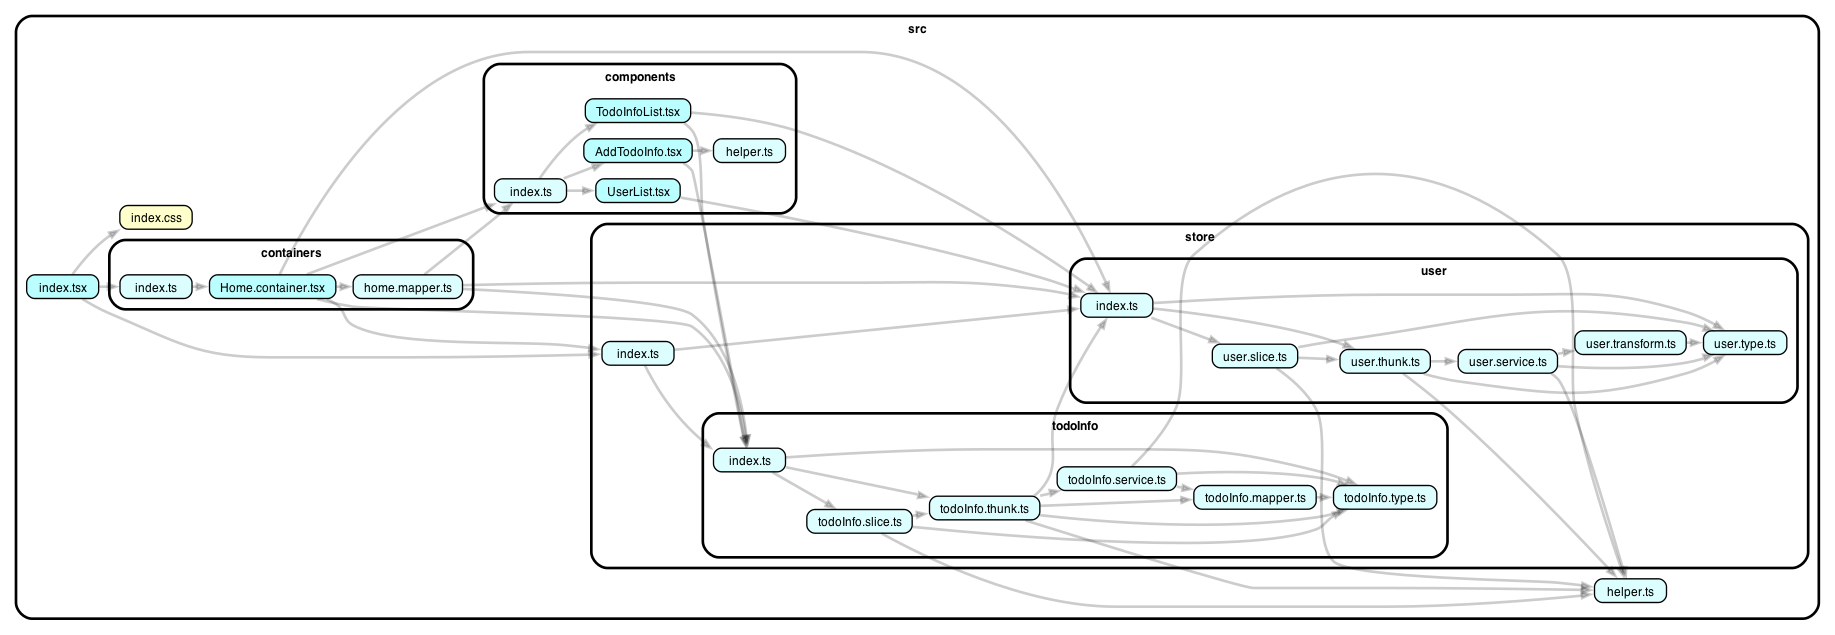 src
components
TodoInfoList.tsx
AddTodoInfo.tsx
helper.ts
index.ts
UserList.tsx
index.css
containers
index.tsx
index.ts
Home.container.tsx
home.mapper.ts
store
index.ts
user
index.ts
user.slice.ts
user.thunk.ts
user.service.ts
user.transform.ts
user.type.ts
todoInfo
index.ts
todoInfo.slice.ts
todoInfo.thunk.ts
todoInfo.service.ts
todoInfo.mapper.ts
todoInfo.type.ts
helper.ts